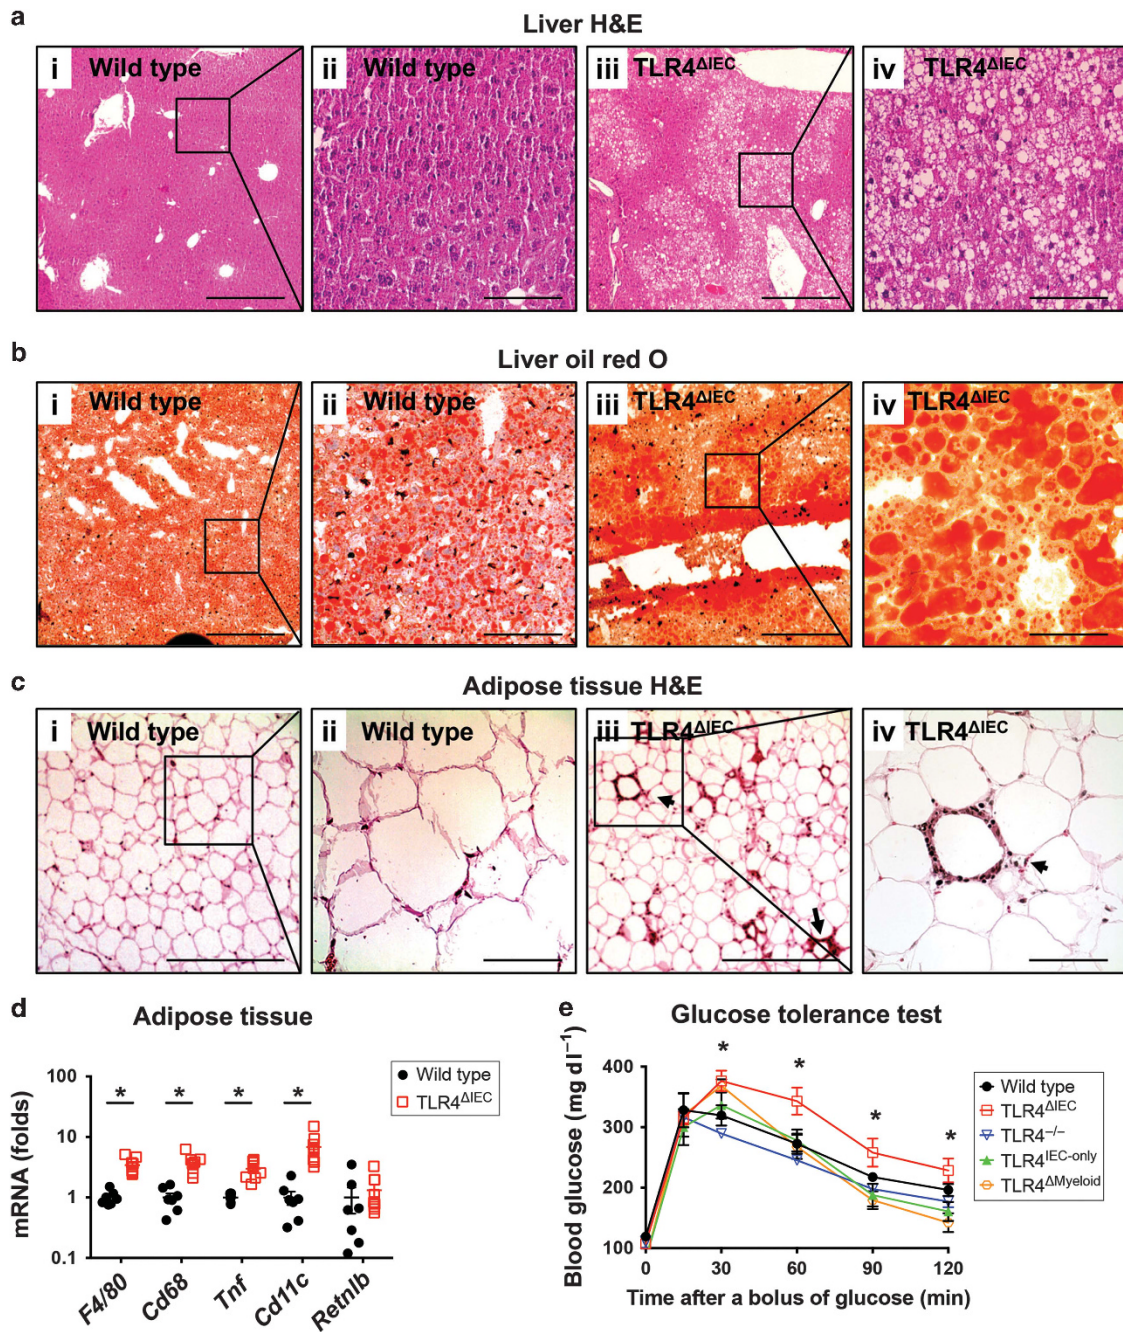 a
Liver H&E
i Wild type
ii Wild type
iii TLR4ΔIEC
iv TLR4ΔIEC
b
Liver oil red O
i Wild type
ii Wild type
iii TLR4ΔIEC
iv TLR4ΔIEC
c
Adipose tissue H&E
i Wild type
ii Wild type
iii TLR4ΔIEC
iv TLR4ΔIEC
d
Adipose tissue
mRNA (folds)
100
10
1
0.1
* * * *
F4/80
Cd68
Tnf
Cd11c
Retnlb
Wild type
TLR4ΔIEC
e
Glucose tolerance test
Blood glucose (mg dl−1)
400
300
200
100
* * * *
0 30 60 90 120
Time after a bolus of glucose (min)
Wild type
TLR4ΔIEC
TLR4−/−
TLR4IEC-only
TLR4ΔMyeloid